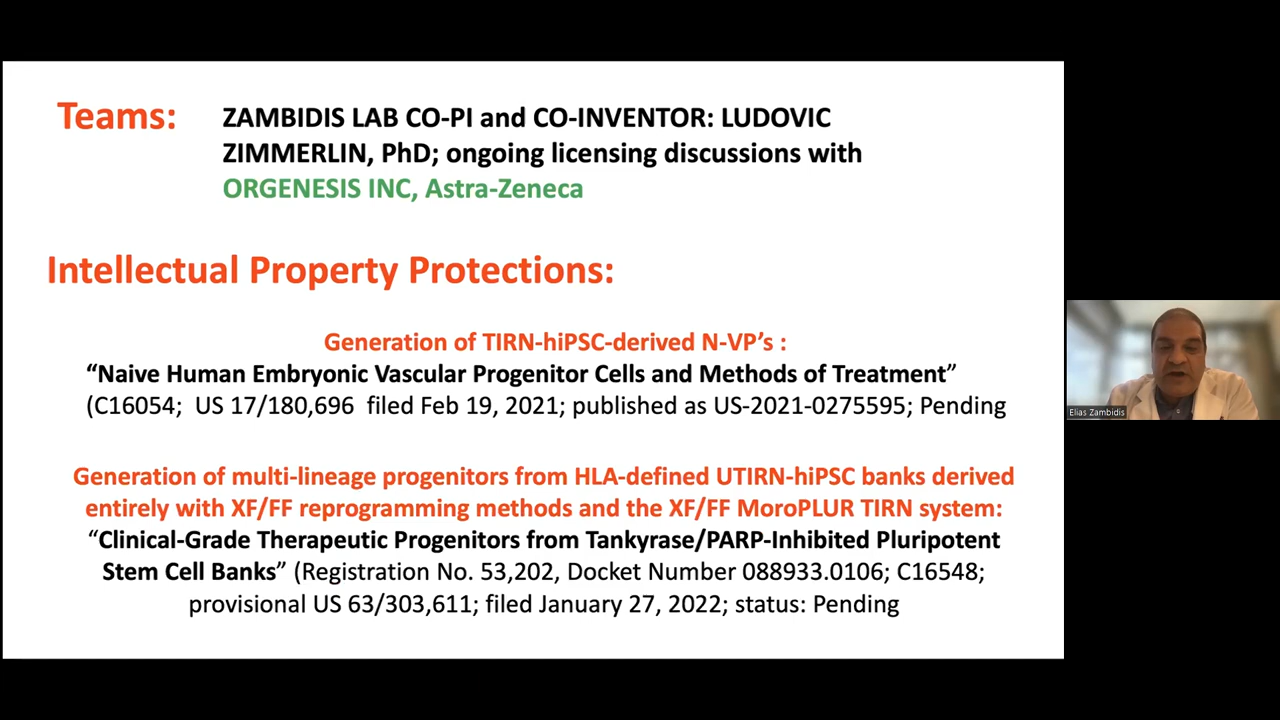 Teams:
ZAMBIDIS LAB CO-PI and CO-INVENTOR: LUDOVIC
ZIMMERLIN, PhD; ongoing licensing discussions with
ORGENESIS INC, Astra-Zeneca
Intellectual Property Protections:
Generation of TIRN-hiPSC-derived N-VP’s :
“Naive Human Embryonic Vascular Progenitor Cells and Methods of Treatment”
(C16054; US 17/180,696 filed Feb 19, 2021; published as US-2021-0275595; Pending
Generation of multi-lineage progenitors from HLA-defined UTIRN-hiPSC banks derived
entirely with XF/FF reprogramming methods and the XF/FF MoroPLUR TIRN system:
“Clinical-Grade Therapeutic Progenitors from Tankyrase/PARP-Inhibited Pluripotent
Stem Cell Banks” (Registration No. 53,202, Docket Number 088933.0106; C16548;
provisional US 63/303,611; filed January 27, 2022; status: Pending
Elias Zambidis